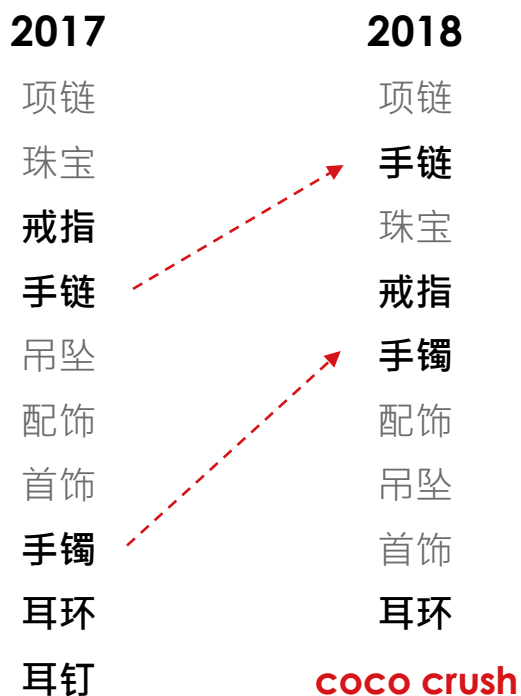 2017 2018
项链 项链
珠宝 手链
戒指 珠宝
手链 戒指
吊坠 手镯
配饰 配饰
首饰 吊坠
手镯 首饰
耳环 耳环
耳钉 coco crush